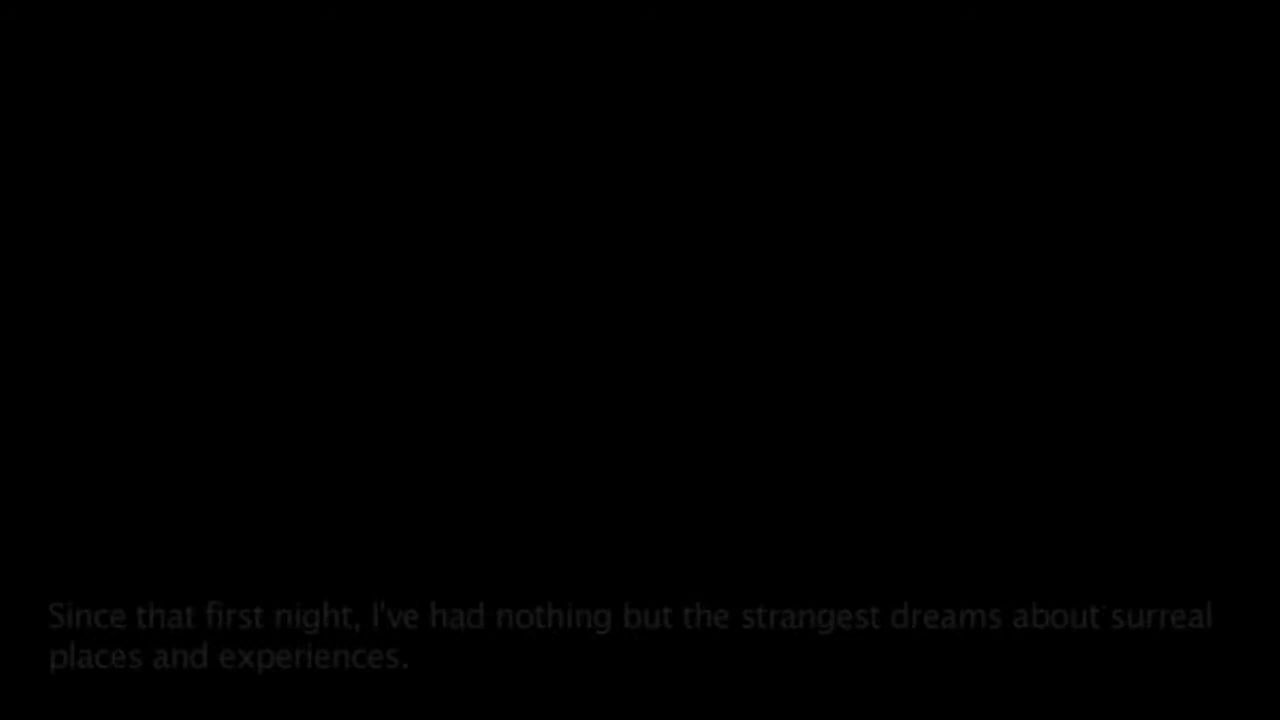 Since that first night, I've had nothing but the strangest dreams about surreal
places and experiences.